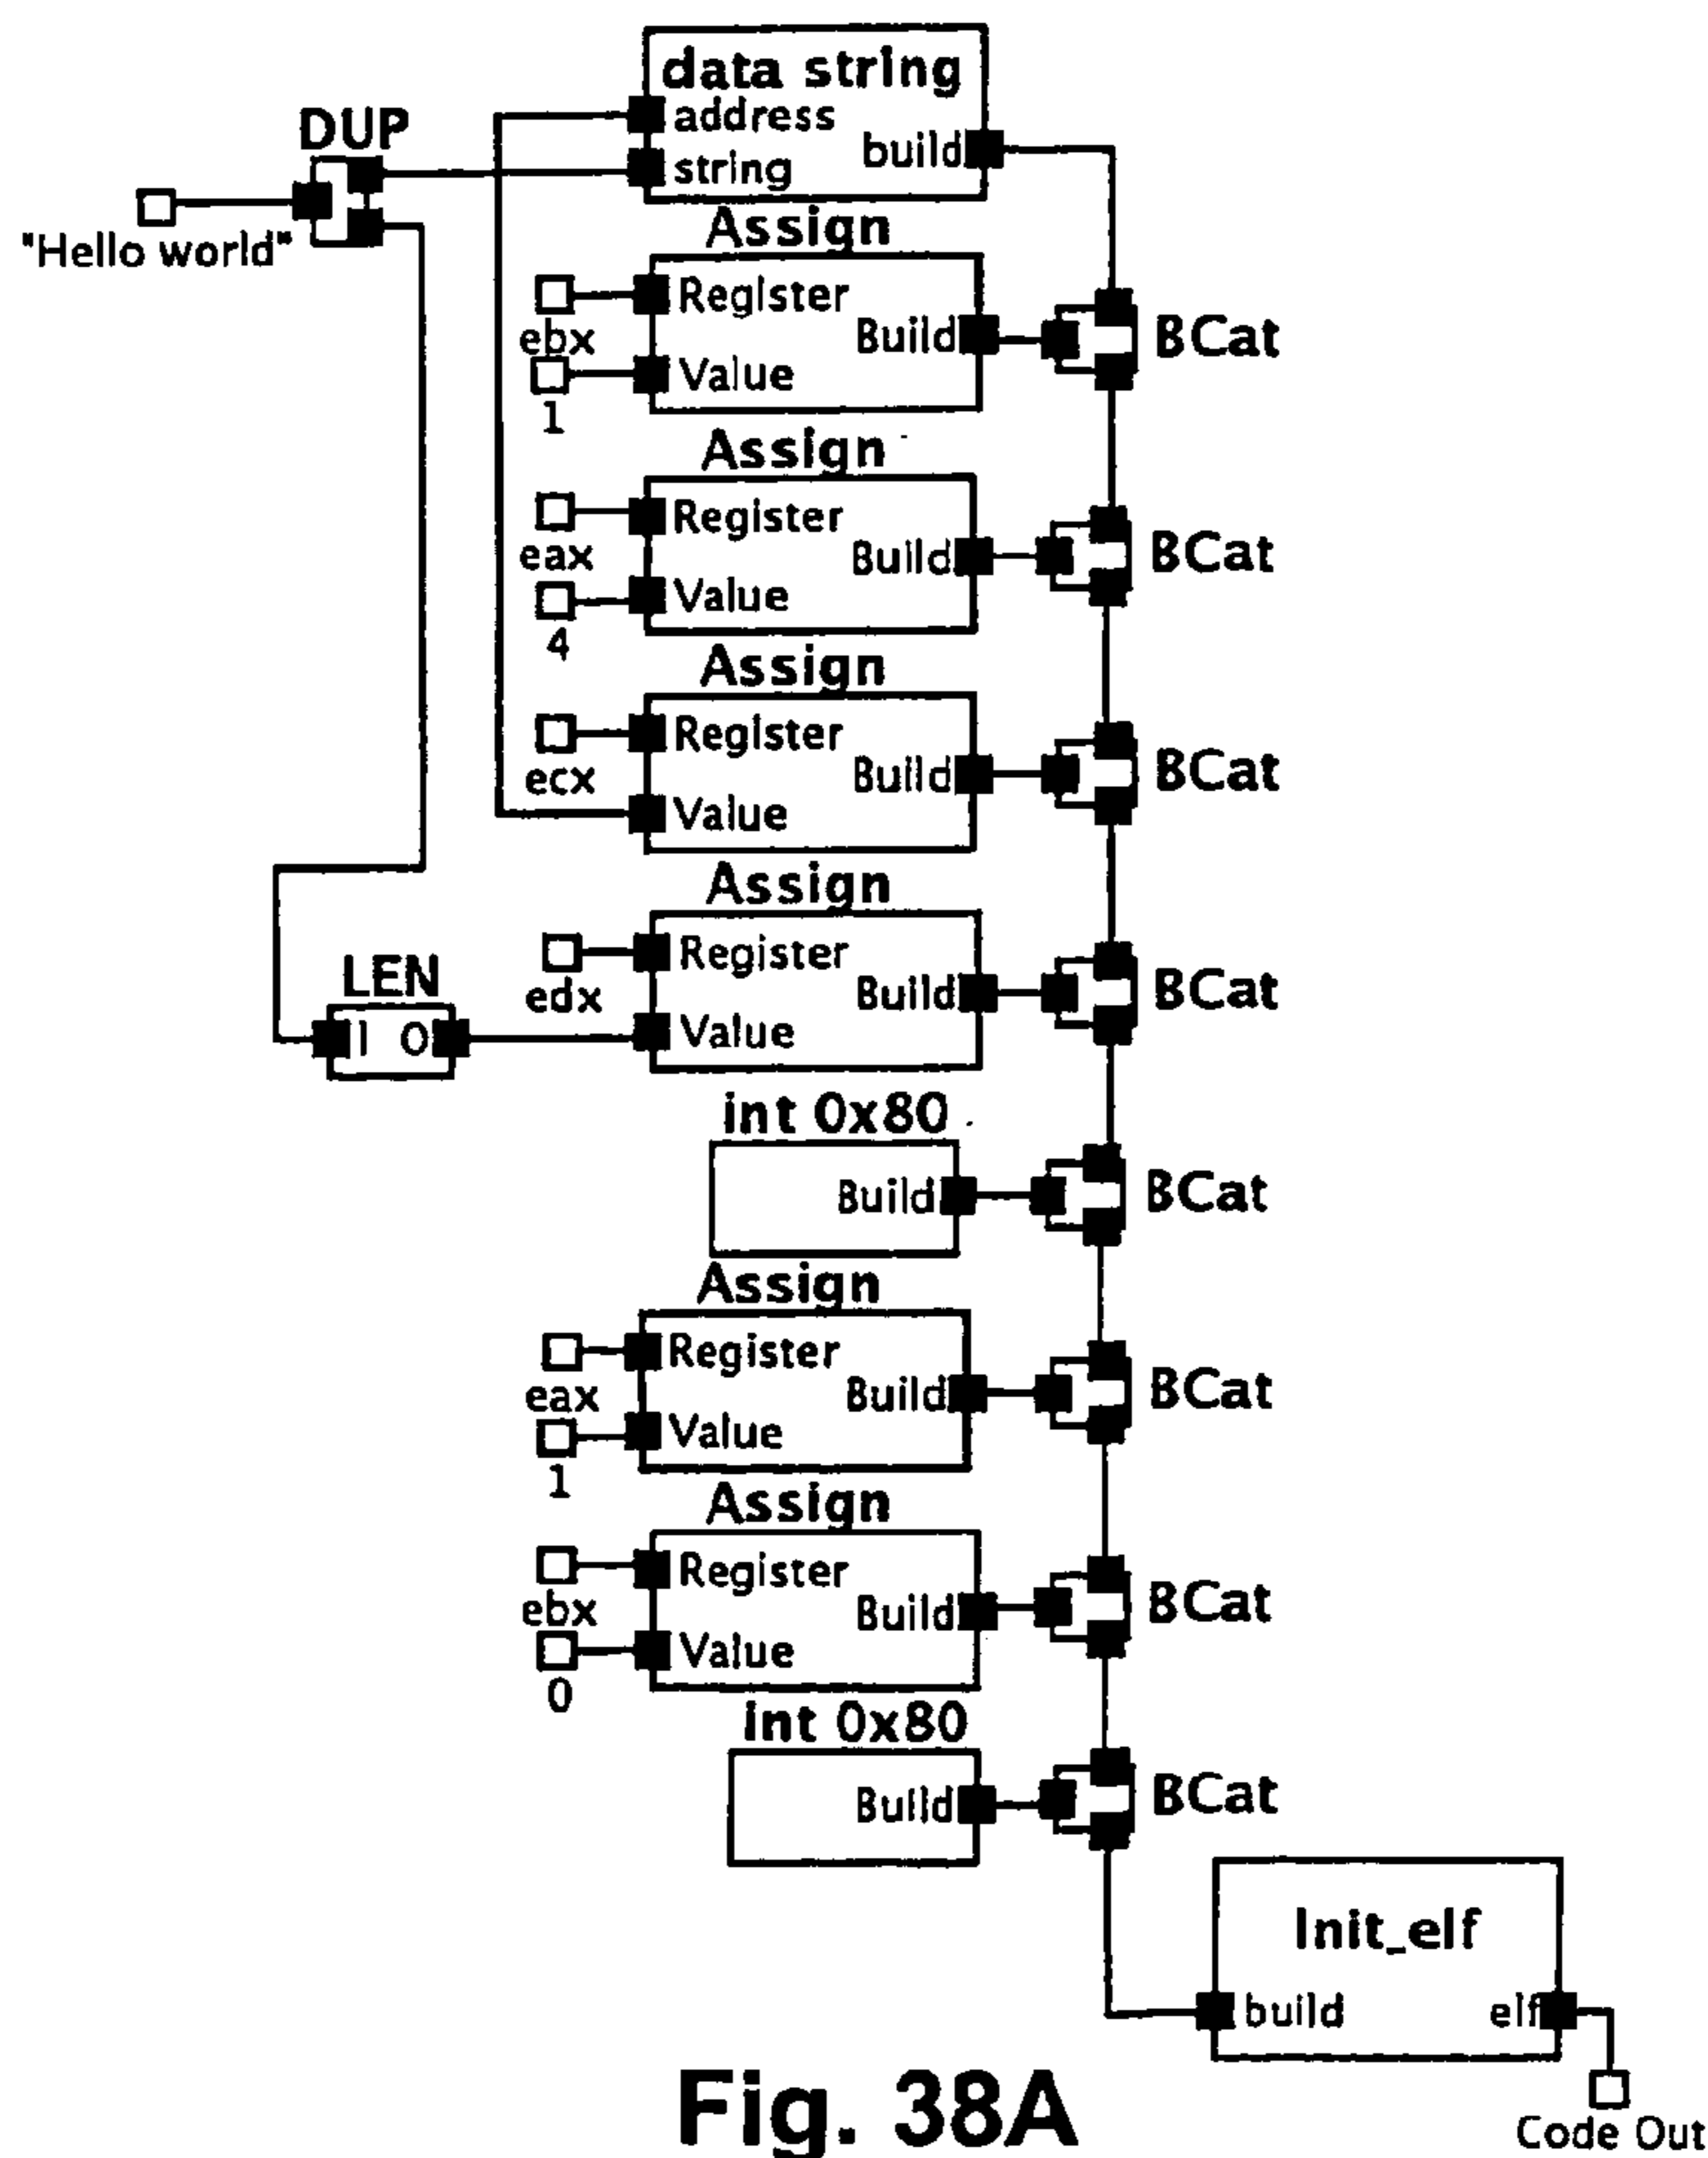 data string
address
build
string
DUP
"Hello world"
Assign
Register
ebx
Build
Value
1
BCat
Assign
Register
eax
Build
Value
4
BCat
Assign
Register
ecx
Build
Value
BCat
Assign
Register
edx
Build
Value
BCat
LEN
I O
int 0x80
Build
BCat
Assign
Register
eax
Build
Value
1
BCat
Assign
Register
ebx
Build
Value
0
BCat
int 0x80
Build
BCat
Init_elf
build elf
Code Out
Fig. 38A